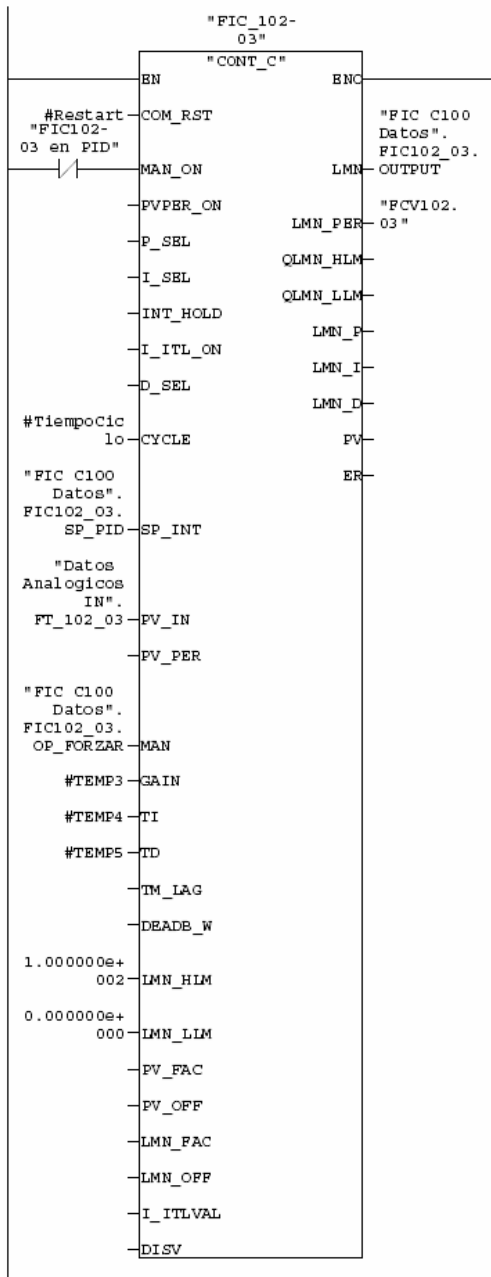 "FIC_102-
03"
"CONT_C"
EN ENO
#Restart COM_RST "FIC C100
"FIC102- Datos".
03 en PID" FIC102_03.
MAN_ON LMN OUTPUT
PVPER_ON "FCV102.
LMN_PER 03"
P_SEL
QLMN_HLM
I_SEL
QLMN_LLM
INT_HOLD
LMN_P
I_ITL_ON
LMN_I
D_SEL
LMN_D
#TiempoCic
lo CYCLE PV
"FIC C100 ER
Datos".
FIC102_03.
SP_PID SP_INT
"Datos
Analogicos
IN".
FT_102_03 PV_IN
PV_PER
"FIC C100
Datos".
FIC102_03.
OP_FORZAR MAN
#TEMP3 GAIN
#TEMP4 TI
#TEMP5 TD
TM_LAG
DEADB_W
1.000000e+
002 LMN_HLM
0.000000e+
000 LMN_LLM
PV_FAC
PV_OFF
LMN_FAC
LMN_OFF
I_ITLVAL
DISV